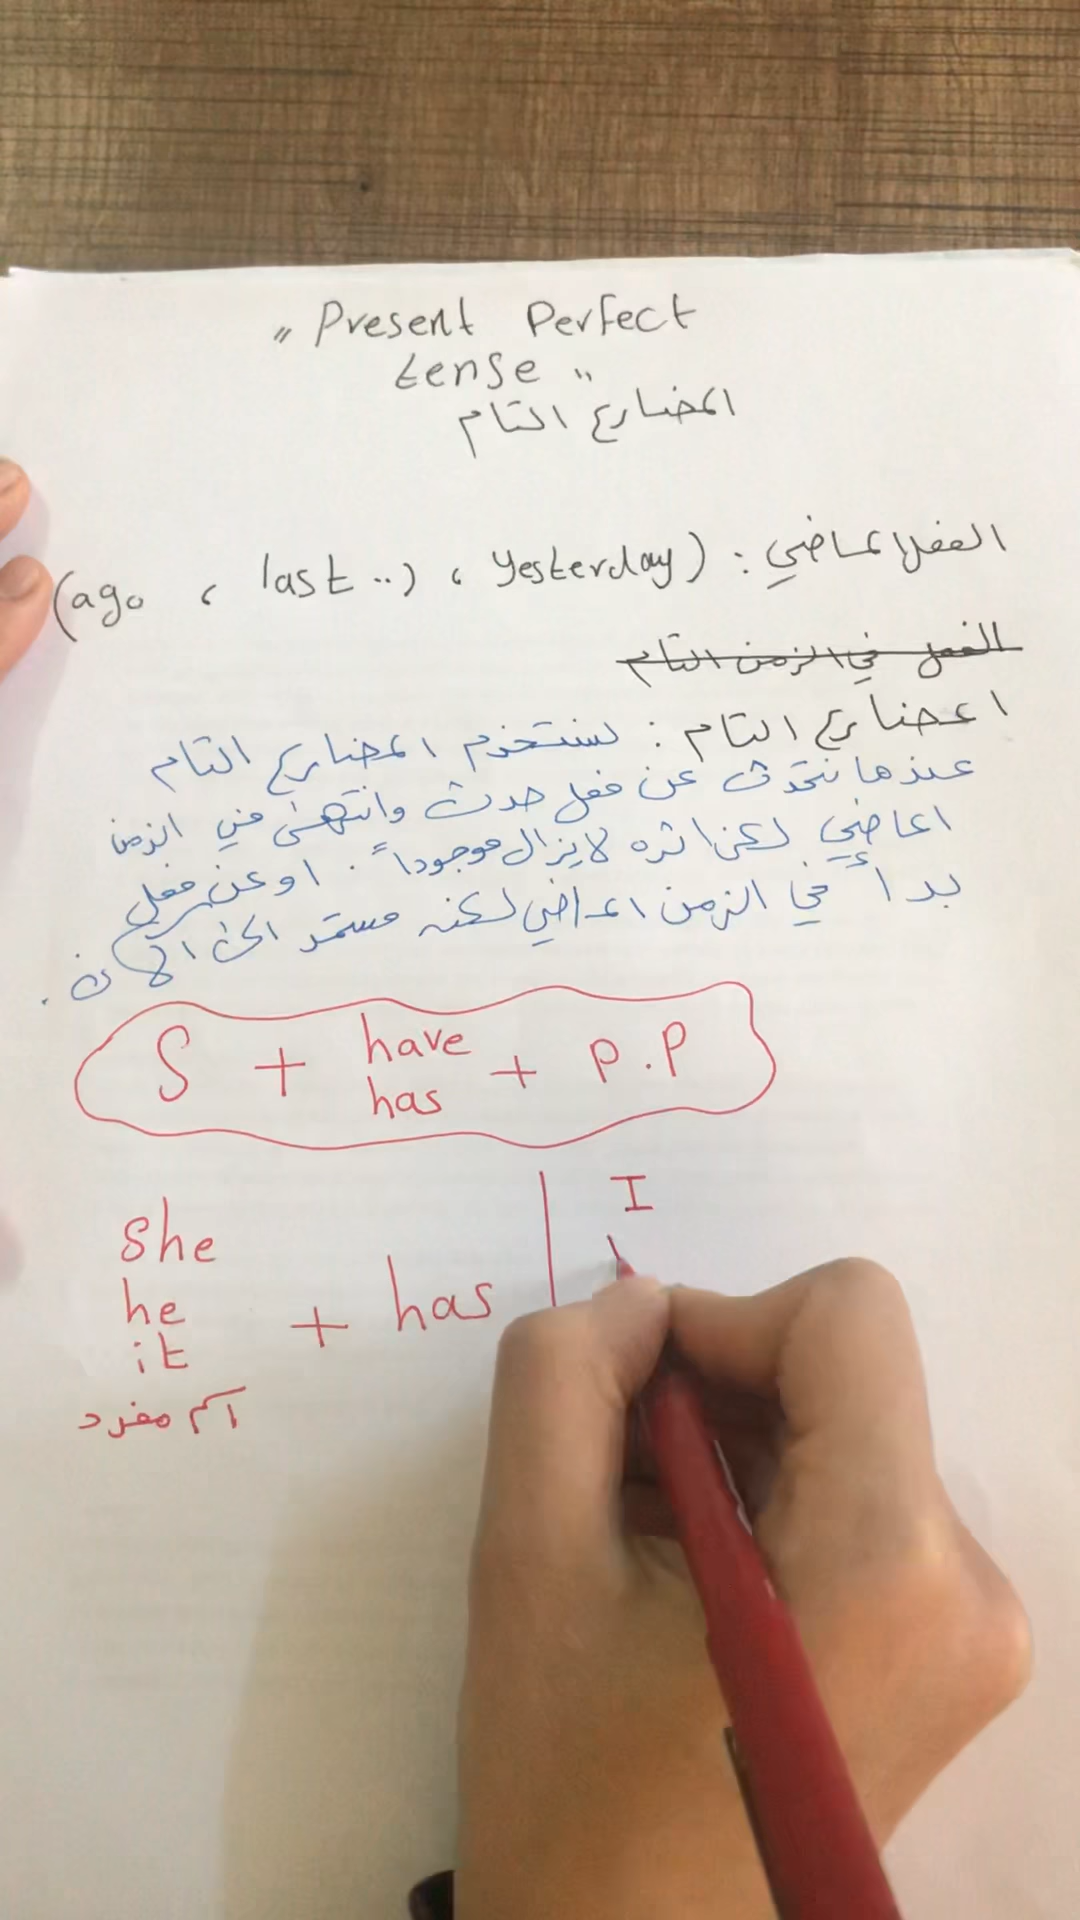 " Present Perfect
tense "
المضارع التام
الفعل الماضي : (ago ، last ..) ، yesterday)
الفعل في الزمن التام
المضارع التام : نستخدم المضارع التام
عندما نتحدث عن فعل حدث وانتهى في الزمن
الماضي لكن اثره لا يزال موجوداً . او عن فعل
بدأ في الزمن الماضي لكنه مستمر الى الآن .
S + have + P.P
has
she
he + has
it
اسم مفرد
I